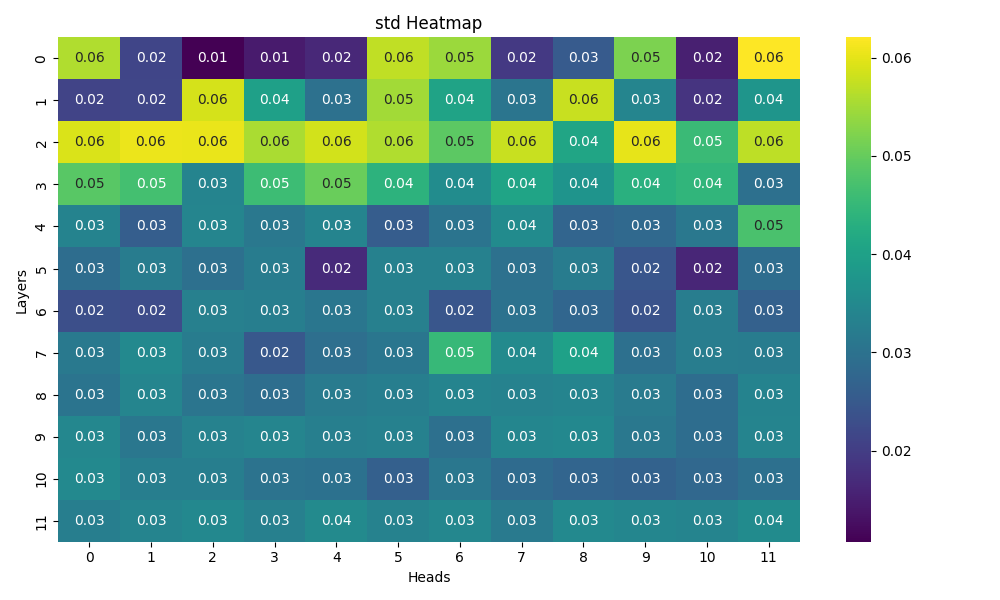 std Heatmap
0 0.06 0.02 0.01 0.01 0.02 0.06 0.05 0.02 0.03 0.05 0.02 0.06
1 0.02 0.02 0.06 0.04 0.03 0.05 0.04 0.03 0.06 0.03 0.02 0.04
2 0.06 0.06 0.06 0.06 0.06 0.06 0.05 0.06 0.04 0.06 0.05 0.06
3 0.05 0.05 0.03 0.05 0.05 0.04 0.04 0.04 0.04 0.04 0.04 0.03
4 0.03 0.03 0.03 0.03 0.03 0.03 0.03 0.04 0.03 0.03 0.03 0.05
5 0.03 0.03 0.03 0.03 0.02 0.03 0.03 0.03 0.03 0.02 0.02 0.03
6 0.02 0.02 0.03 0.03 0.03 0.03 0.02 0.03 0.03 0.02 0.03 0.03
7 0.03 0.03 0.03 0.02 0.03 0.03 0.05 0.04 0.04 0.03 0.03 0.03
8 0.03 0.03 0.03 0.03 0.03 0.03 0.03 0.03 0.03 0.03 0.03 0.03
9 0.03 0.03 0.03 0.03 0.03 0.03 0.03 0.03 0.03 0.03 0.03 0.03
10 0.03 0.03 0.03 0.03 0.03 0.03 0.03 0.03 0.03 0.03 0.03 0.03
11 0.03 0.03 0.03 0.03 0.04 0.03 0.03 0.03 0.03 0.03 0.03 0.04
0 1 2 3 4 5 6 7 8 9 10 11
Heads
Layers
0.06
0.05
0.04
0.03
0.02